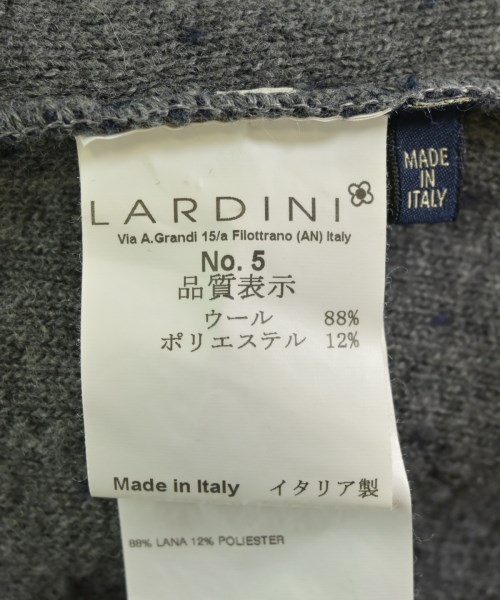 LARDINI
Via A.Grandi 15/a Filottrano (AN) Italy
No. 5
品質表示
ウール 88%
ポリエステル 12%
Made in Italy イタリア製
88% LANA 12% POLIESTER
MADE
IN
ITALY